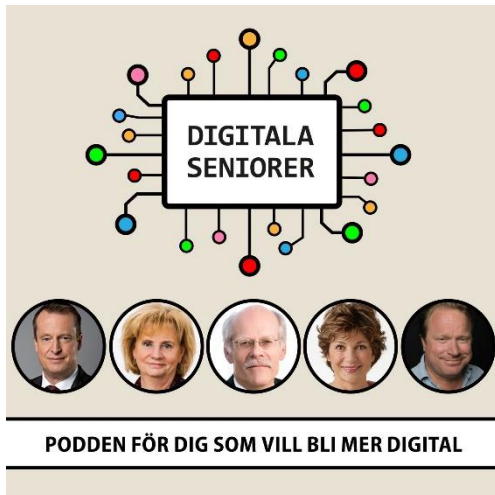 DIGITALA
SENIORER
PODDEN FÖR DIG SOM VILL BLI MER DIGITAL